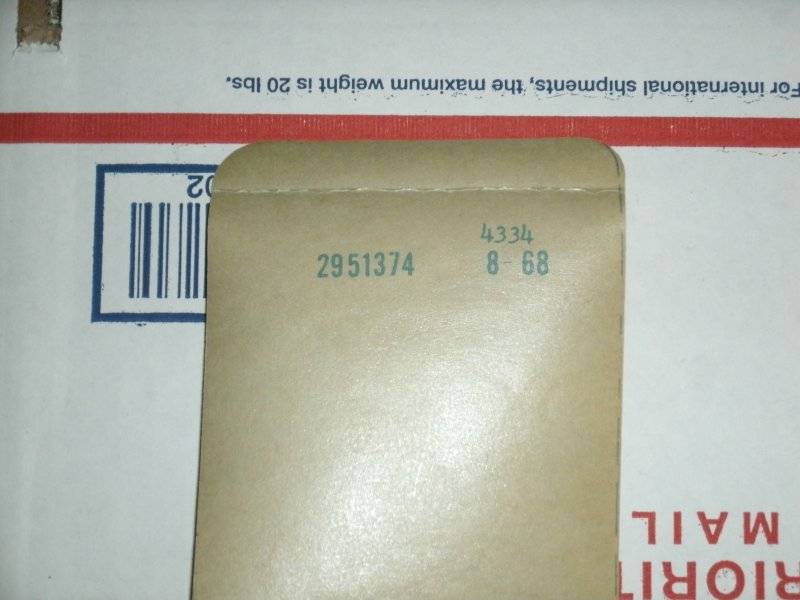 For international shipments, the maximum weight is 20 lbs.
02
4334
2951374 8-68
MAIL